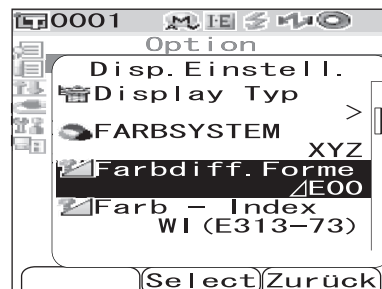 0001 M I·E
Option
Disp.Einstell.
Display Typ
>
FARBSYSTEM
XYZ
Farbdiff.Forme
⊿E00
Farb – Index
WI(E313–73)
Select Zurück